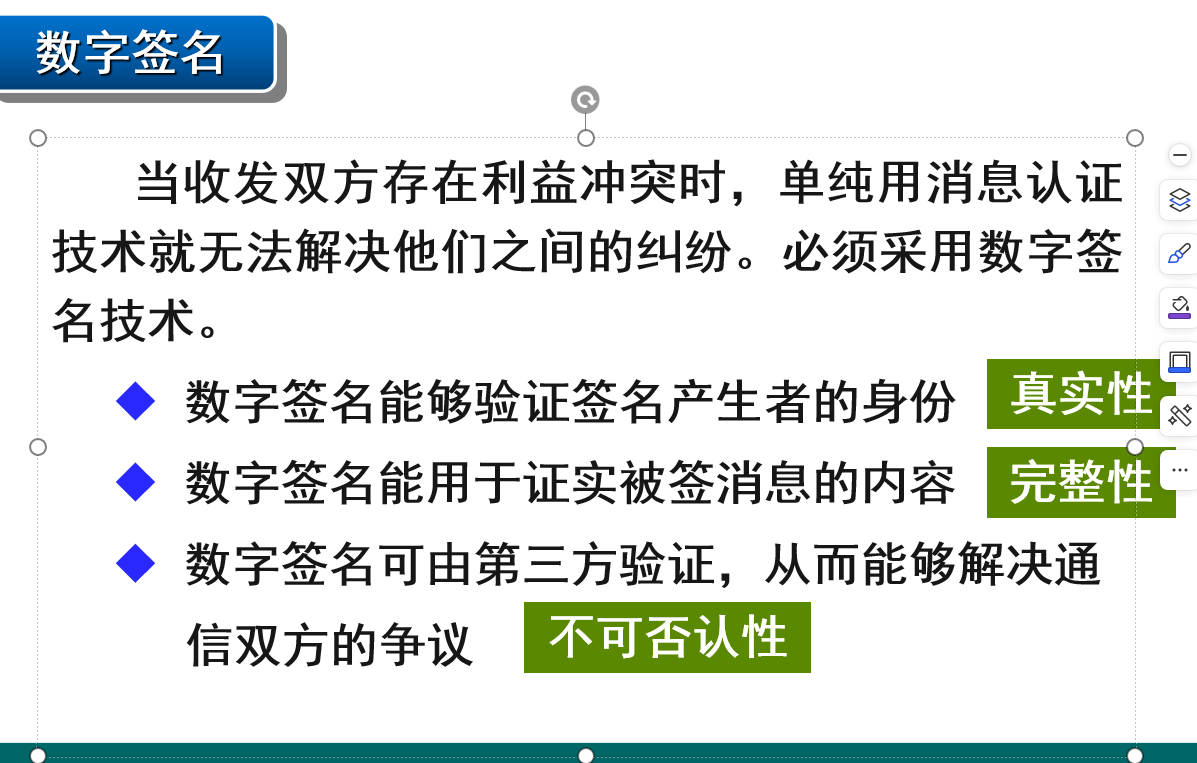 数字签名
当收发双方存在利益冲突时，单纯用消息认证
技术就无法解决他们之间的纠纷。必须采用数字签
名技术。
数字签名能够验证签名产生者的身份 真实性
数字签名能用于证实被签消息的内容 完整性
数字签名可由第三方验证，从而能够解决通
信双方的争议 不可否认性